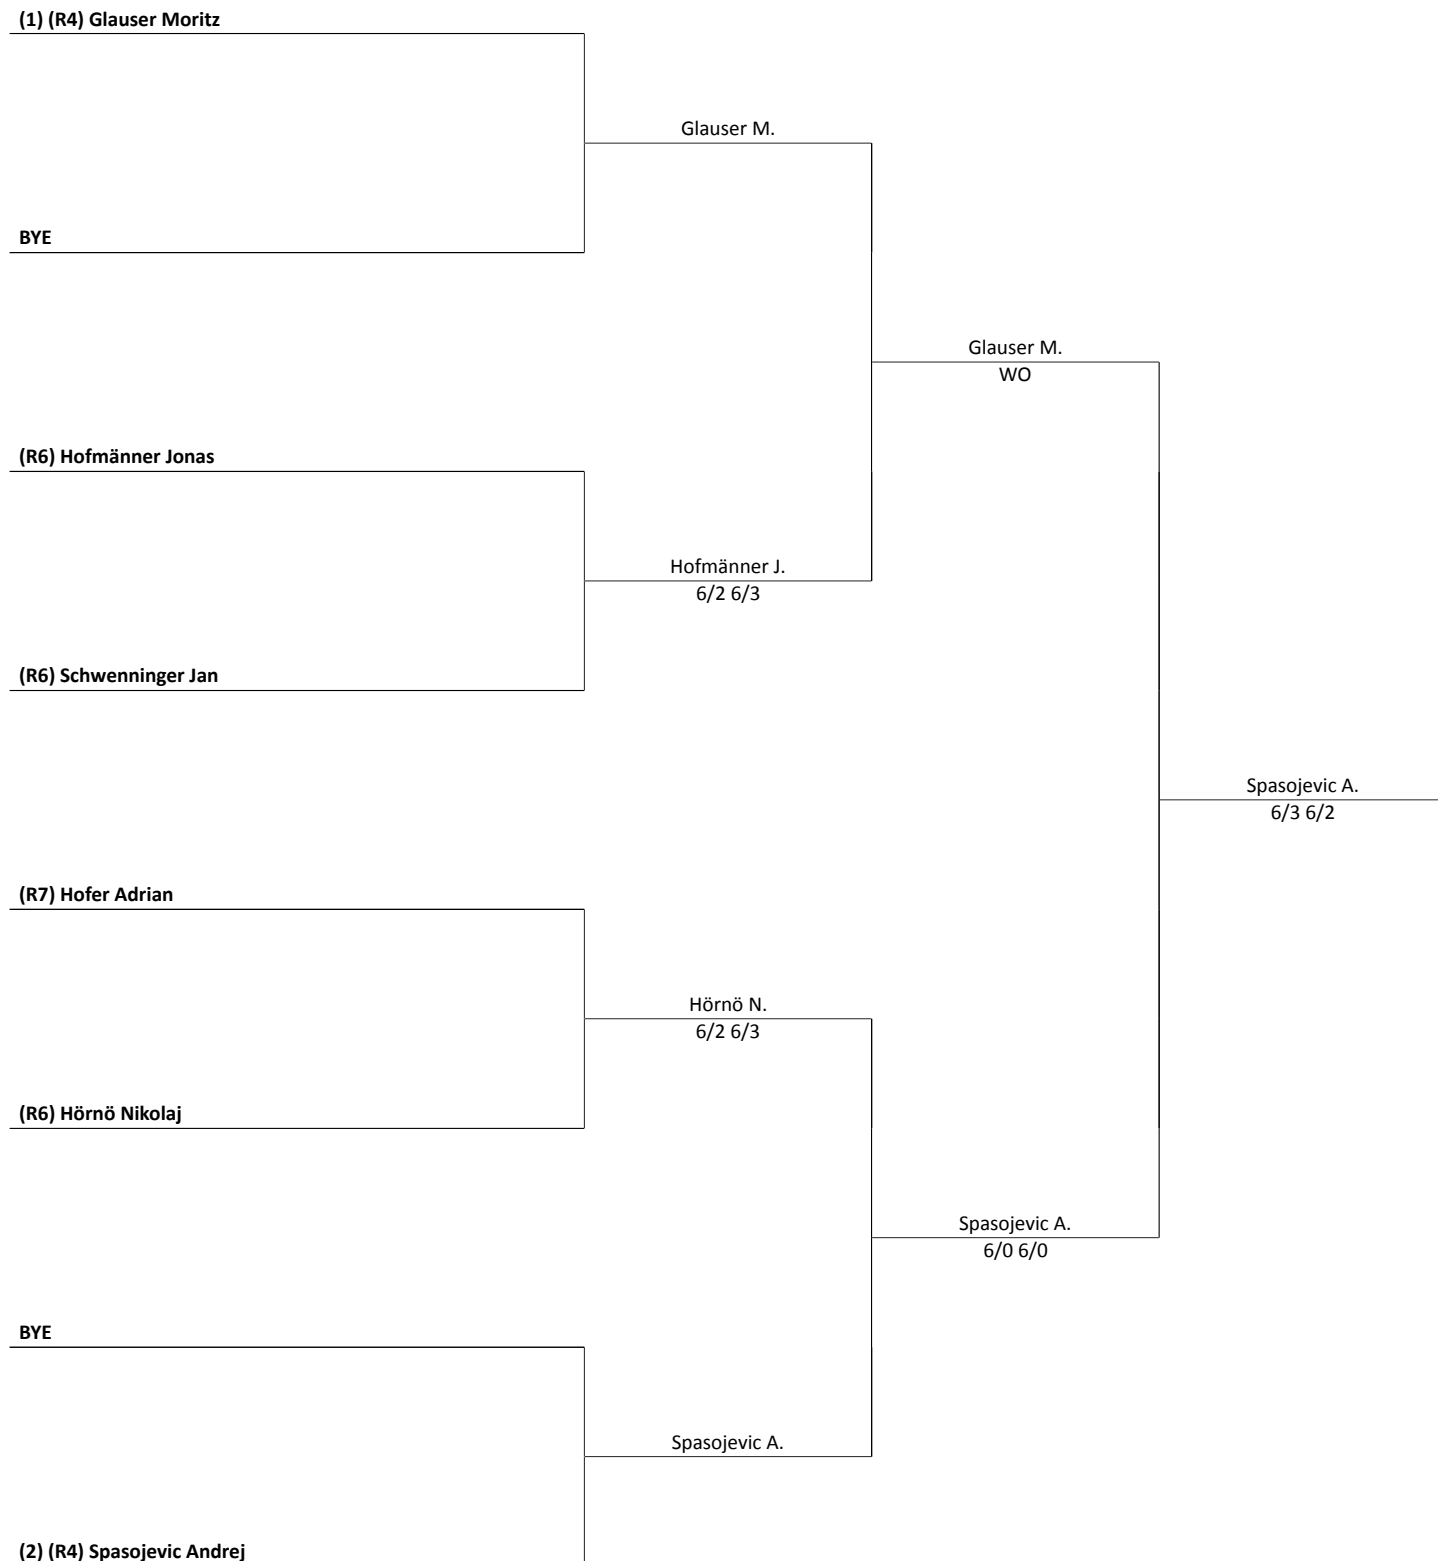 (1) (R4) Glauser Moritz
Glauser M.
BYE
Glauser M.
WO
(R6) Hofmänner Jonas
Hofmänner J.
6/2 6/3
(R6) Schwenninger Jan
Spasojevic A.
6/3 6/2
(R7) Hofer Adrian
Hörnö N.
6/2 6/3
(R6) Hörnö Nikolaj
Spasojevic A.
6/0 6/0
BYE
Spasojevic A.
(2) (R4) Spasojevic Andrej